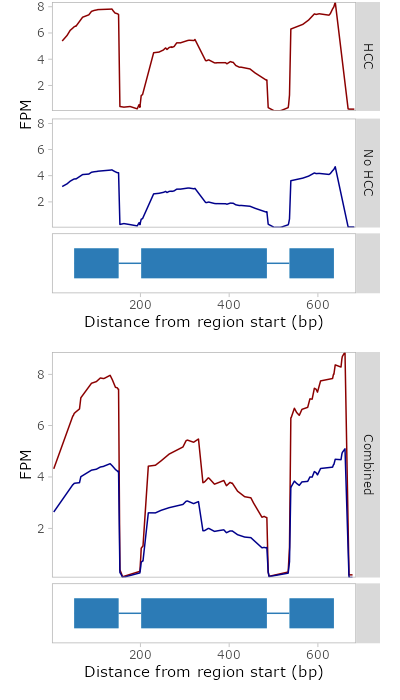 8
6
4
2
HCC
FPM
8
6
4
2
No HCC
200
400
600
Distance from region start (bp)
8
6
4
2
FPM
Combined
200
400
600
Distance from region start (bp)